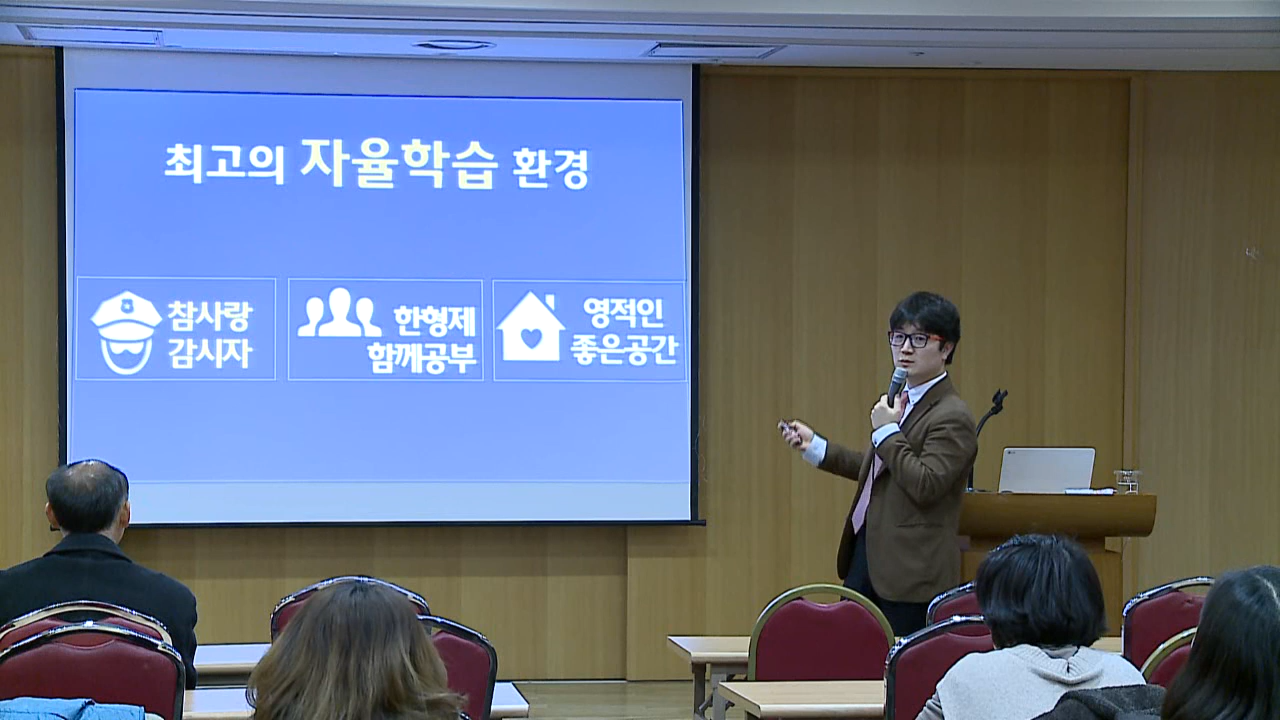 최고의 자율학습 환경
참사랑
감시자
한형제
함께공부
영적인
좋은공간